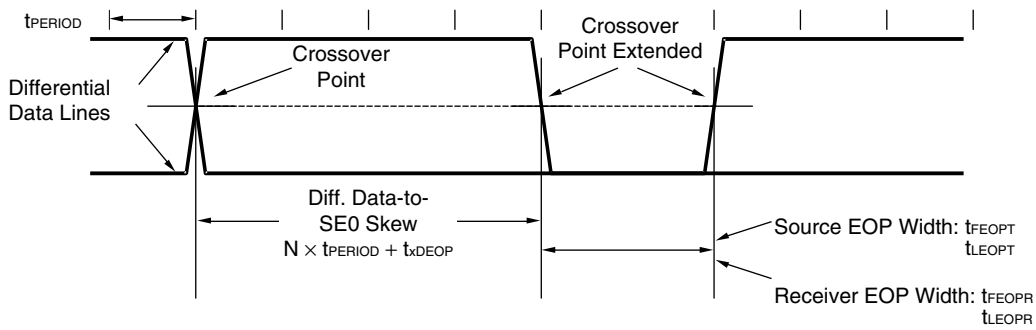 tPERIOD
Crossover
Point
Crossover
Point Extended
Differential
Data Lines
Diff. Data-to-
SE0 Skew
N × tPERIOD + txDEOP
Source EOP Width: tFEOPT
tLEOPT
Receiver EOP Width: tFEOPR
tLEOPR